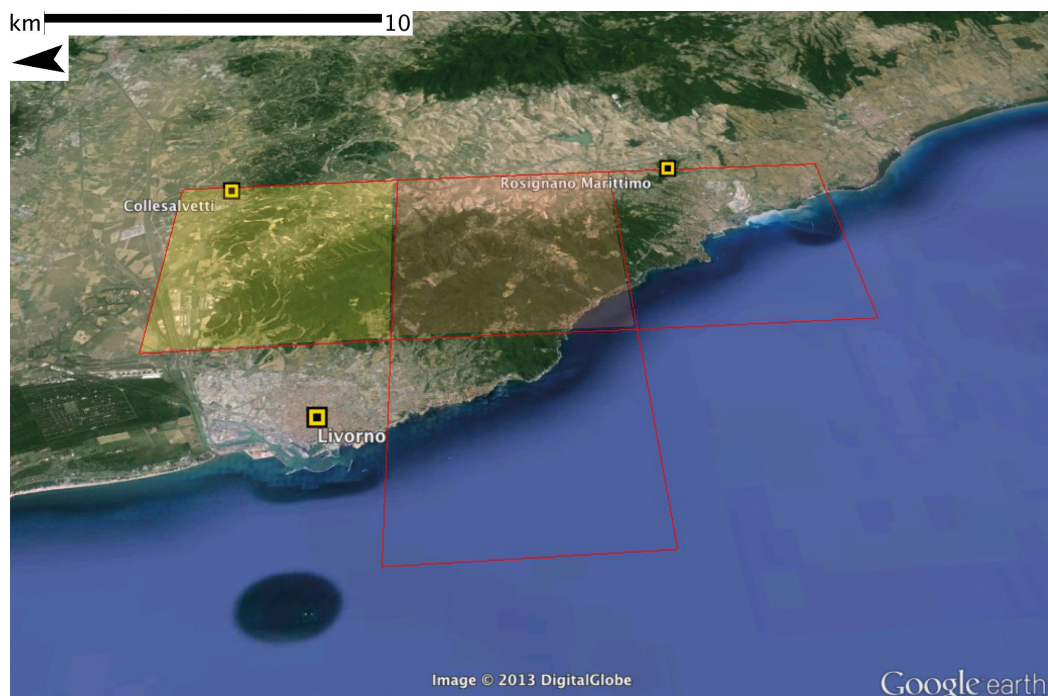 km 10
Collesalvetti
Rosignano Marittimo
Livorno
Image © 2013 DigitalGlobe
Google earth